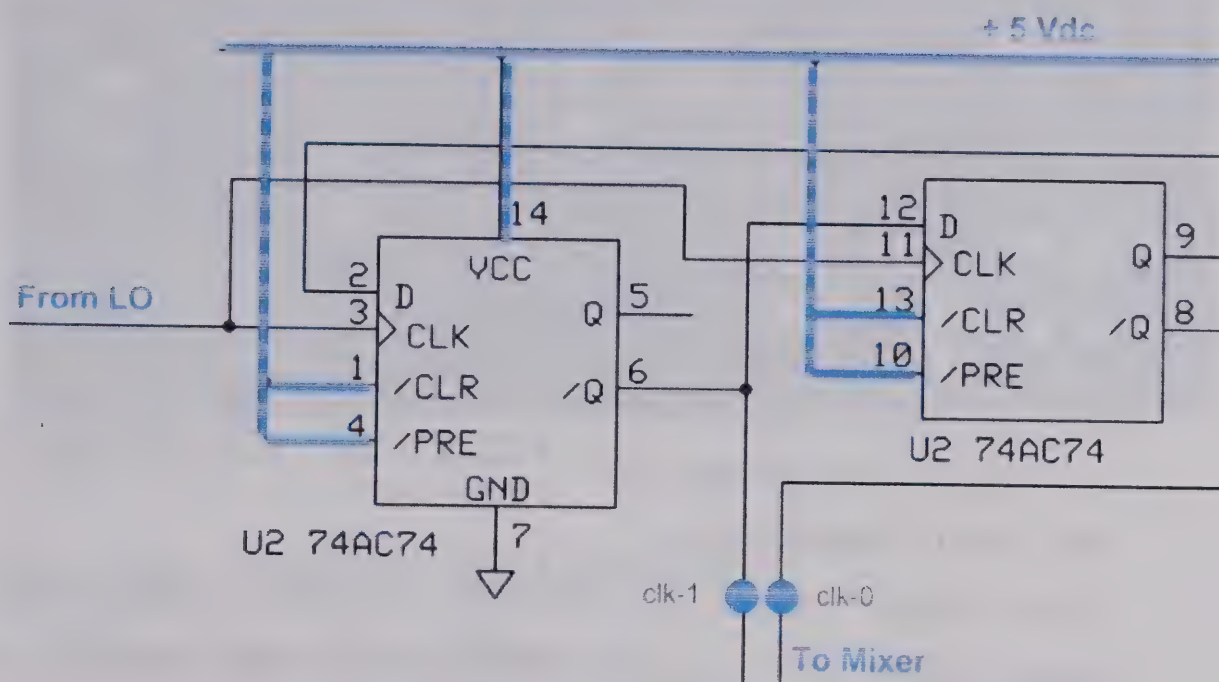 + 5 Vdc
14
VCC
From LO
2
D
3
CLK
1
/CLR
4
/PRE
Q
5
/Q
6
GND
7
U2 74AC74
12
D
11
CLK
13
/CLR
10
/PRE
Q
9
/Q
8
U2 74AC74
clk-1
clk-0
To Mixer